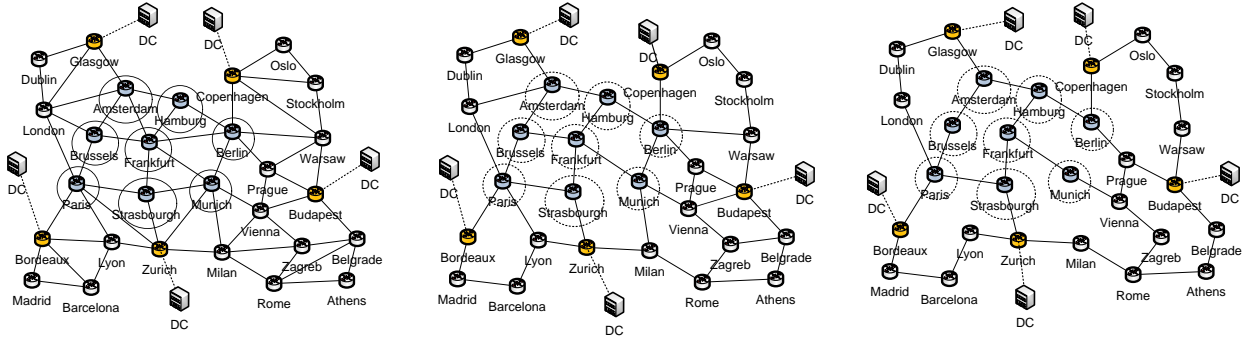 DC
DC
Oslo
Glasgow
Dublin
Copenhagen
Stockholm
Amsterdam
Hamburg
London
Brussels
Frankfurt
Berlin
Warsaw
DC
Prague
DC
Paris
Strasbourgh
Munich
Budapest
Vienna
Bordeaux
Lyon
Zurich
Milan
Zagreb
Belgrade
Madrid
Barcelona
Rome
Athens
DC
DC
DC
Oslo
Glasgow
Dublin
Copenhagen
Stockholm
Amsterdam
Hamburg
London
Brussels
Frankfurt
Berlin
Warsaw
DC
Prague
DC
Paris
Strasbourgh
Munich
Budapest
Vienna
Bordeaux
Lyon
Zurich
Milan
Zagreb
Belgrade
Madrid
Barcelona
Rome
Athens
DC
DC
DC
Oslo
Glasgow
Dublin
Copenhagen
Stockholm
Amsterdam
Hamburg
London
Brussels
Frankfurt
Berlin
Warsaw
DC
Prague
DC
Paris
Strasbourgh
Munich
Budapest
Vienna
Bordeaux
Lyon
Zurich
Milan
Zagreb
Belgrade
Madrid
Barcelona
Rome
Athens
DC